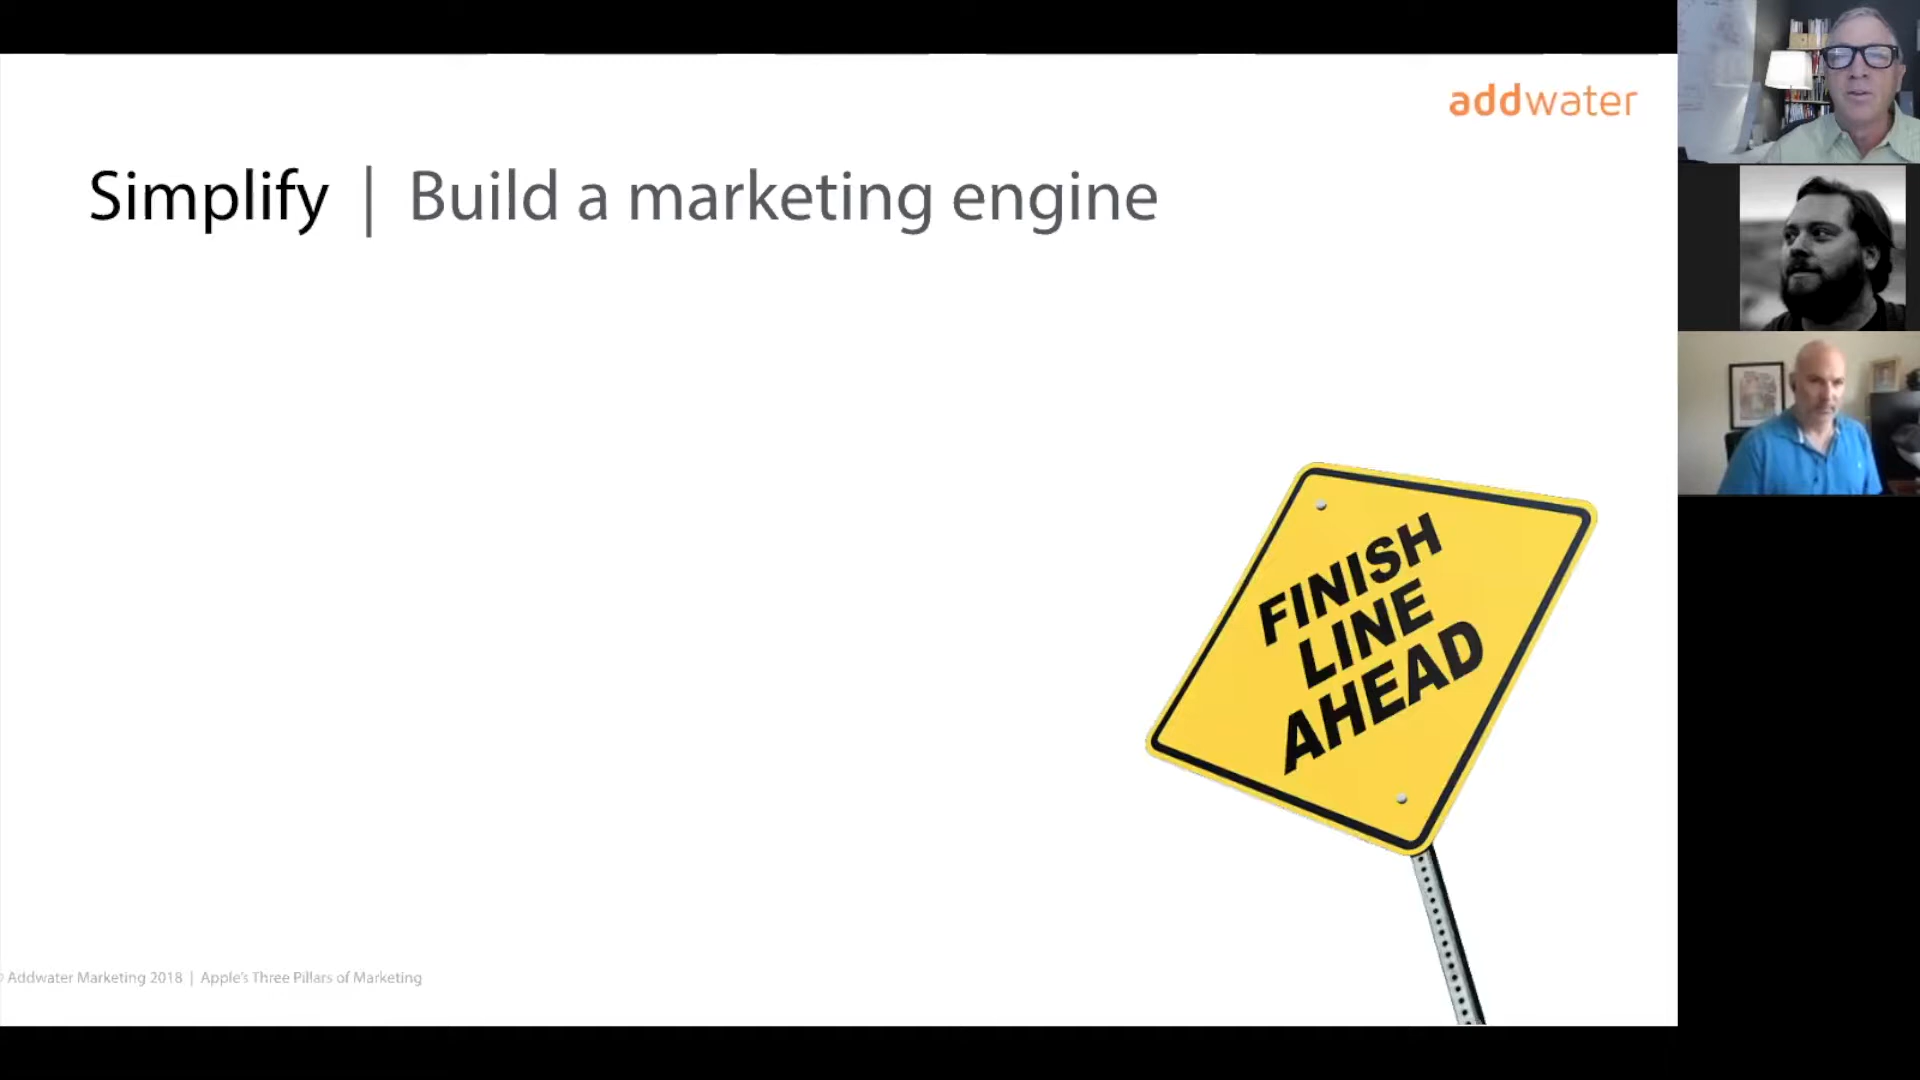 addwater
Simplify | Build a marketing engine
FINISH
LINE
AHEAD
© Addwater Marketing 2018 | Apple's Three Pillars of Marketing